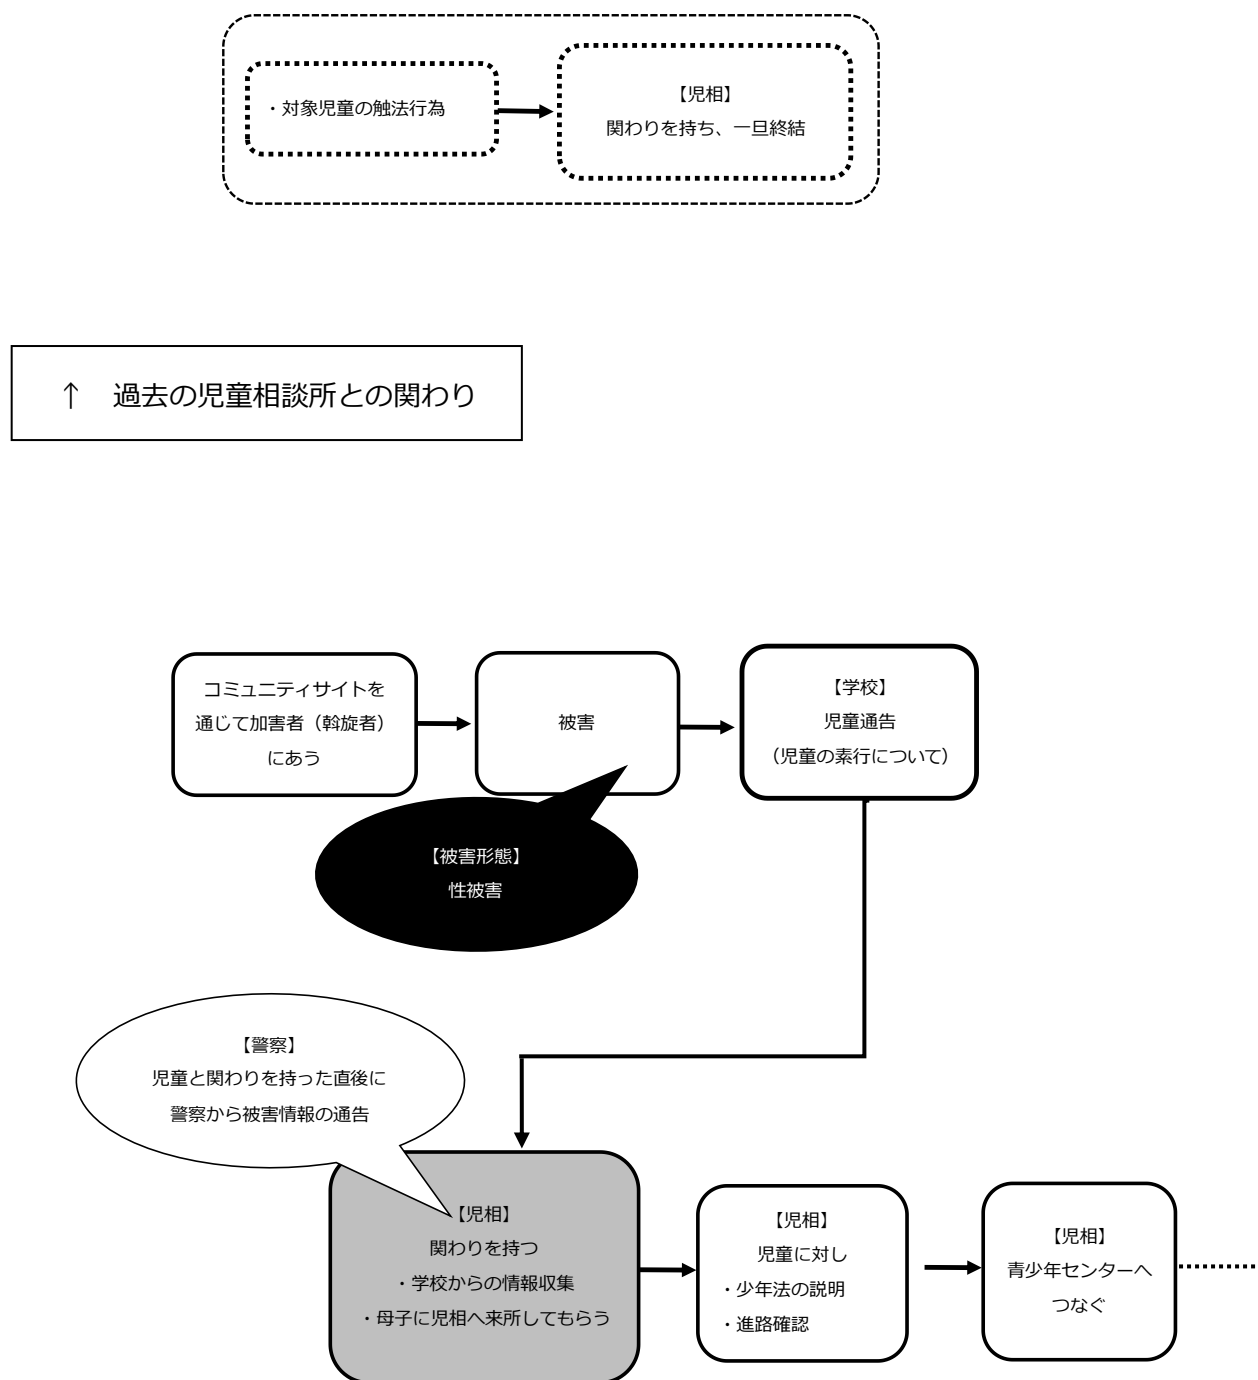 ・対象児童の触法行為
【児相】
関わりを持ち、一旦終結
↑　過去の児童相談所との関わり
コミュニティサイトを
通じて加害者（斡旋者）
にあう
被害
【学校】
児童通告
（児童の素行について）
【被害形態】
性被害
【警察】
児童と関わりを持った直後に
警察から被害情報の通告
【児相】
関わりを持つ
・学校からの情報収集
・母子に児相へ来所してもらう
【児相】
児童に対し
・少年法の説明
・進路確認
【児相】
青少年センターへ
つなぐ